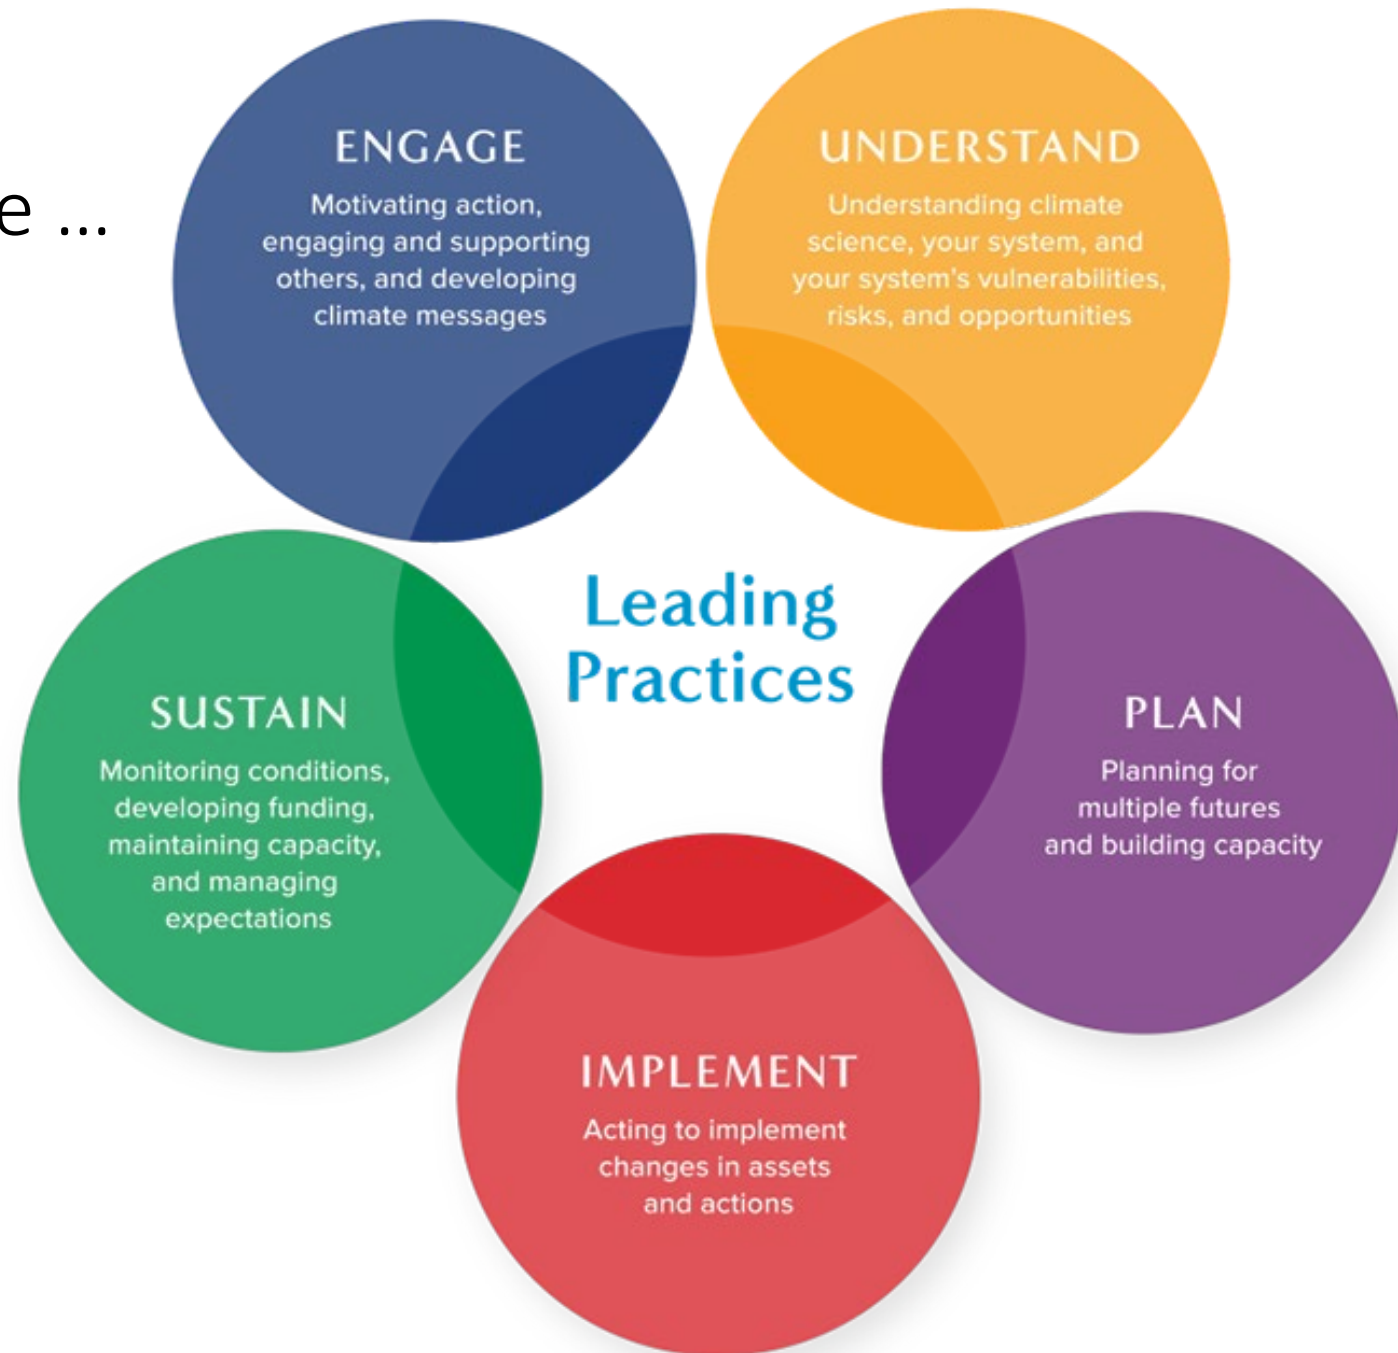 e ...
ENGAGE
Motivating action,
engaging and supporting
others, and developing
climate messages
UNDERSTAND
Understanding climate
science, your system, and
your system's vulnerabilities,
risks, and opportunities
Leading
Practices
SUSTAIN
Monitoring conditions,
developing funding,
maintaining capacity,
and managing
expectations
PLAN
Planning for
multiple futures
and building capacity
IMPLEMENT
Acting to implement
changes in assets
and actions